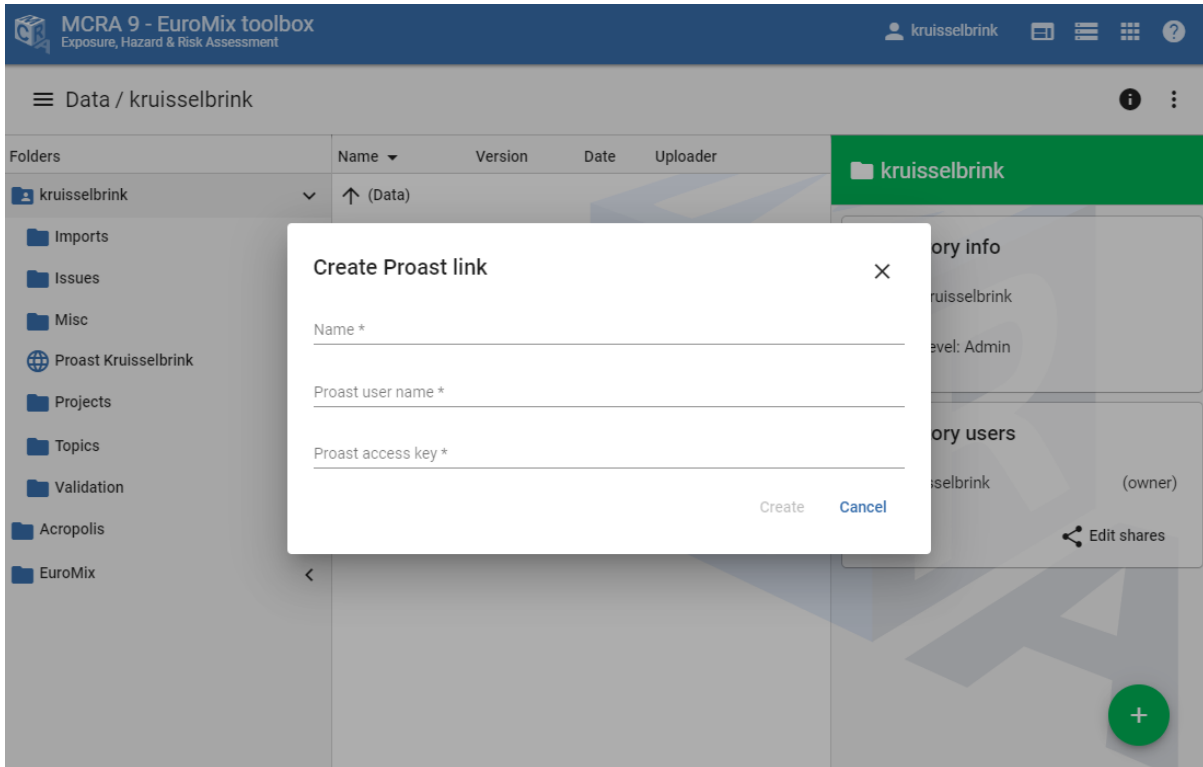 MCRA 9 - EuroMix toolbox
Exposure, Hazard & Risk Assessment
kruisselbrink
Data / kruisselbrink
Folders
Name Version Date Uploader
kruisselbrink
kruisselbrink
(Data)
Imports
Issues
Misc
Proast Kruisselbrink
Projects
Topics
Validation
Acropolis
EuroMix
Create Proast link
Name *
Proast user name *
Proast access key *
Create Cancel
ory info
ruisselbrink
evel: Admin
ory users
sselbrink (owner)
Edit shares